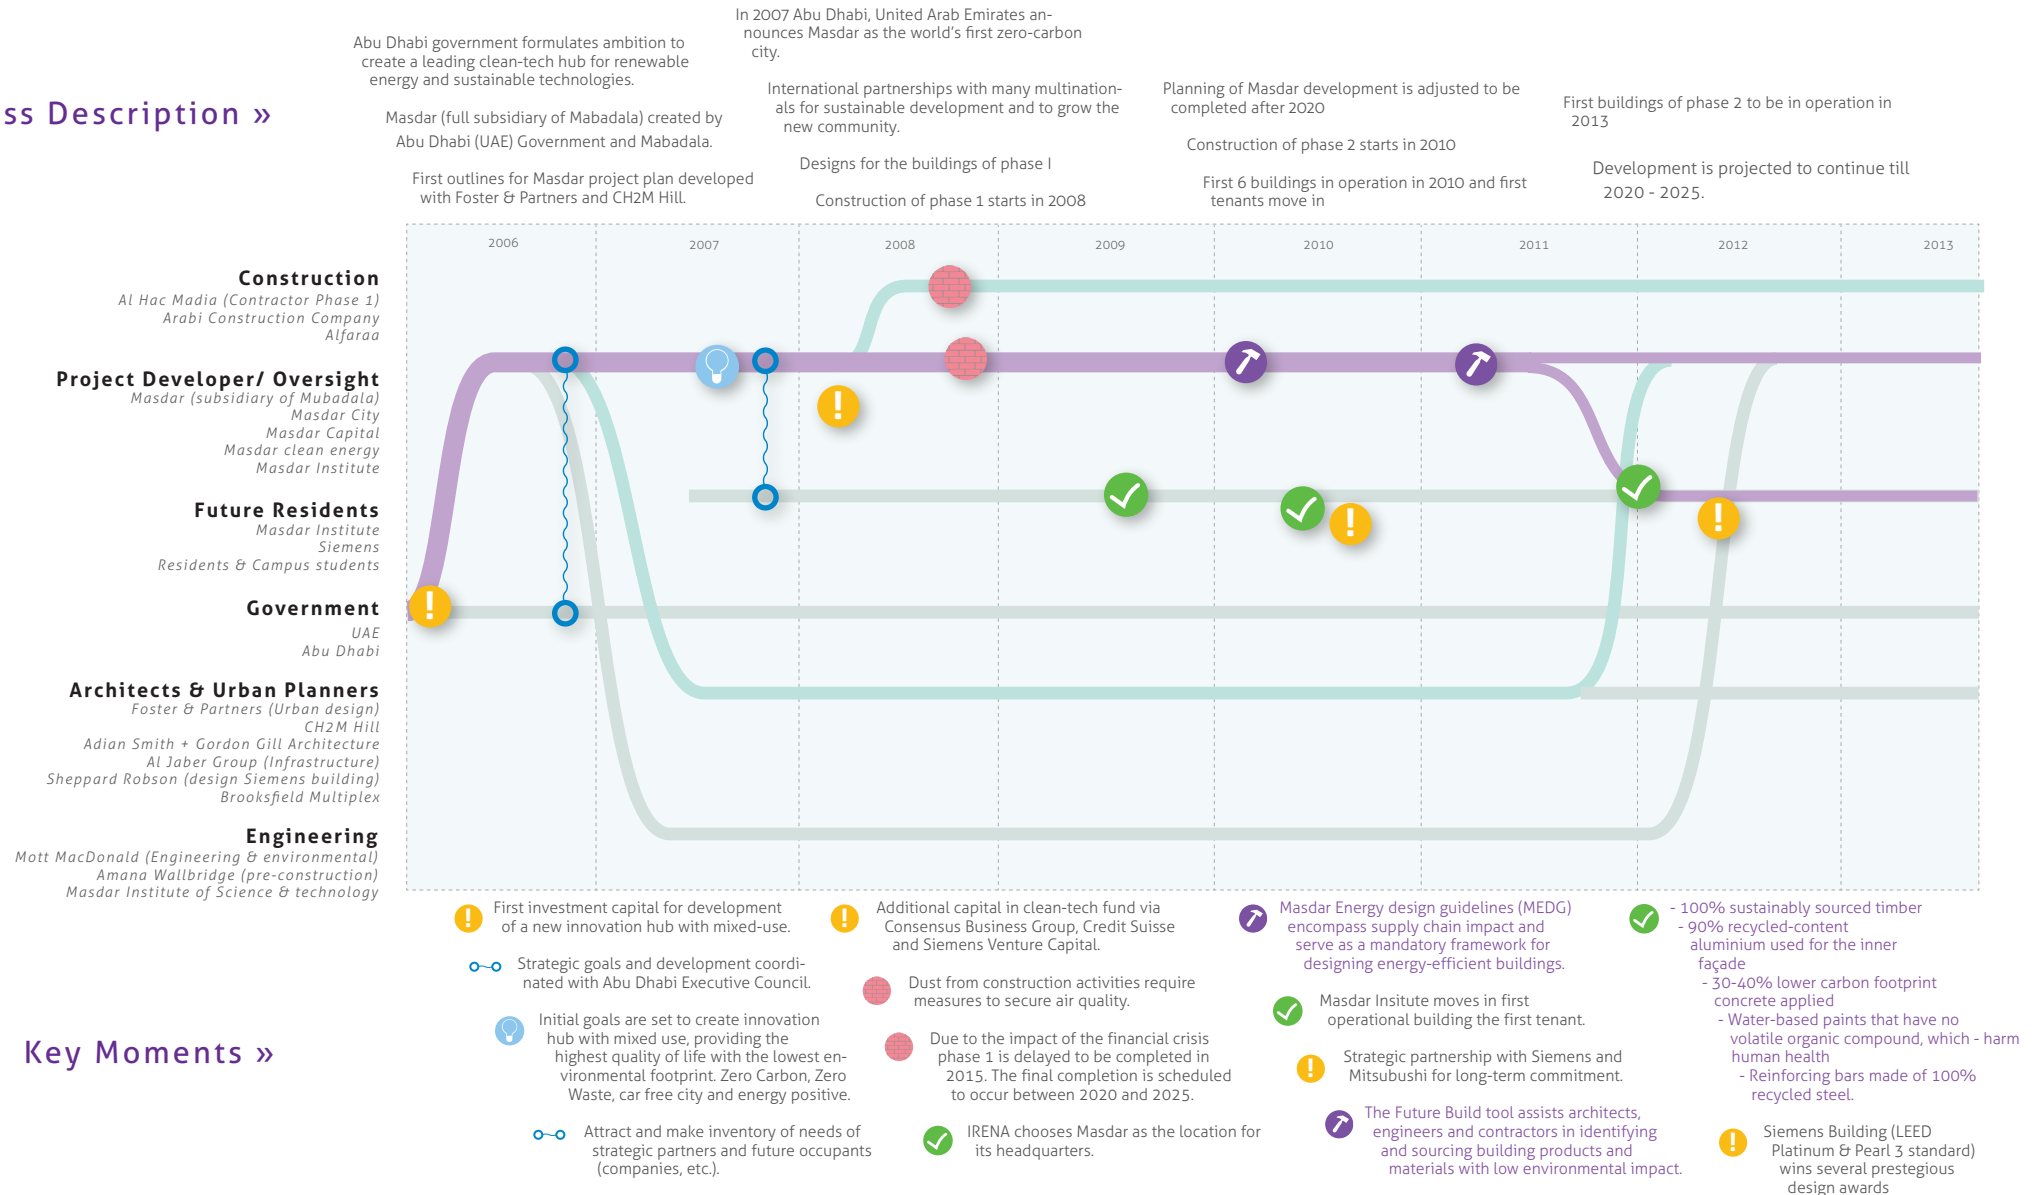 ss Description »
Abu Dhabi government formulates ambition to
create a leading clean-tech hub for renewable
energy and sustainable technologies.
Masdar (full subsidiary of Mabadala) created by
Abu Dhabi (UAE) Government and Mabadala.
First outlines for Masdar project plan developed
with Foster & Partners and CH2M Hill.
In 2007 Abu Dhabi, United Arab Emirates an-
nounces Masdar as the world's first zero-carbon
city.
International partnerships with many multination-
als for sustainable development and to grow the
new community.
Designs for the buildings of phase I
Construction of phase 1 starts in 2008
Planning of Masdar development is adjusted to be
completed after 2020
Construction of phase 2 starts in 2010
First 6 buildings in operation in 2010 and first
tenants move in
First buildings of phase 2 to be in operation in
2013
Development is projected to continue till
2020 - 2025.
2006 2007 2008 2009 2010 2011 2012 2013
Construction
Al Hac Madia (Contractor Phase 1)
Arabi Construction Company
Alfaraa
Project Developer/ Oversight
Masdar (subsidiary of Mubadala)
Masdar City
Masdar Capital
Masdar clean energy
Masdar Institute
Future Residents
Masdar Institute
Siemens
Residents & Campus students
Government
UAE
Abu Dhabi
Architects & Urban Planners
Foster & Partners (Urban design)
CH2M Hill
Adian Smith + Gordon Gill Architecture
Al Jaber Group (Infrastructure)
Sheppard Robson (design Siemens building)
Brooksfield Multiplex
Engineering
Mott MacDonald (Engineering & environmental)
Amana Wallbridge (pre-construction)
Masdar Institute of Science & technology
Key Moments »
First investment capital for development
of a new innovation hub with mixed-use.
Strategic goals and development coordi-
nated with Abu Dhabi Executive Council.
Initial goals are set to create innovation
hub with mixed use, providing the
highest quality of life with the lowest en-
vironmental footprint. Zero Carbon, Zero
Waste, car free city and energy positive.
Attract and make inventory of needs of
strategic partners and future occupants
(companies, etc.).
Additional capital in clean-tech fund via
Consensus Business Group, Credit Suisse
and Siemens Venture Capital.
Dust from construction activities require
measures to secure air quality.
Due to the impact of the financial crisis
phase 1 is delayed to be completed in
2015. The final completion is scheduled
to occur between 2020 and 2025.
IRENA chooses Masdar as the location for
its headquarters.
Masdar Energy design guidelines (MEDG)
encompass supply chain impact and
serve as a mandatory framework for
designing energy-efficient buildings.
Masdar Insitute moves in first
operational building the first tenant.
Strategic partnership with Siemens and
Mitsubushi for long-term commitment.
The Future Build tool assists architects,
engineers and contractors in identifying
and sourcing building products and
materials with low environmental impact.
- 100% sustainably sourced timber
- 90% recycled-content
aluminium used for the inner
façade
- 30-40% lower carbon footprint
concrete applied
- Water-based paints that have no
volatile organic compound, which - harm
human health
- Reinforcing bars made of 100%
recycled steel.
Siemens Building (LEED
Platinum & Pearl 3 standard)
wins several prestegious
design awards